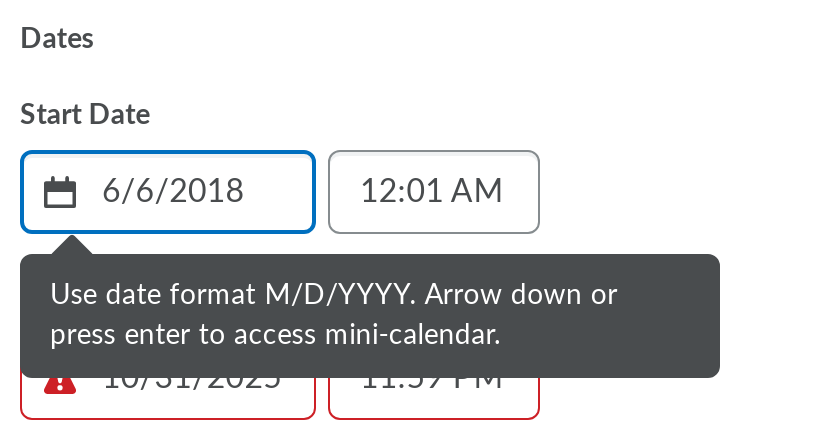 Dates
Start Date
6/6/2018 12:01 AM
Use date format M/D/YYYY. Arrow down or
press enter to access mini-calendar.
10/31/2025 11:59 PM